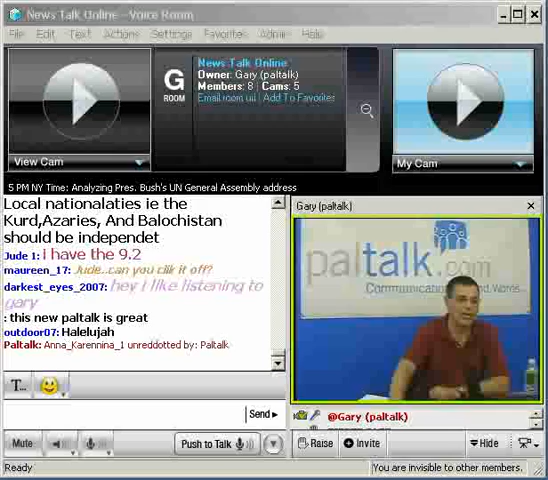 News Talk Online - Voice Room
File Edit Text Actions Settings Favorites Admin Help
View Cam
G
ROOM
News Talk Online
Owner: Gary (paltalk)
Members: 8 | Cams: 5
Email room url | Add To Favorites
My Cam
5 PM NY Time: Analyzing Pres. Bush's UN General Assembly address
Local nationalaties ie the
Kurd,Azaries, And Balochistan
should be independet
Jude 1: i have the 9.2
maureen_17: Jude..can you clik it off?
darkest_eyes_2007: hey i like listening to
gary
: this new paltalk is great
outdoor07: Halelujah
Paltalk: Anna_Karennina_1 unreddotted by: Paltalk
Gary (paltalk)
paltalk
.com
T...
Send
@Gary (paltalk)
Mute
Push to Talk
Raise
Invite
Hide
Ready
You are invisible to other members.